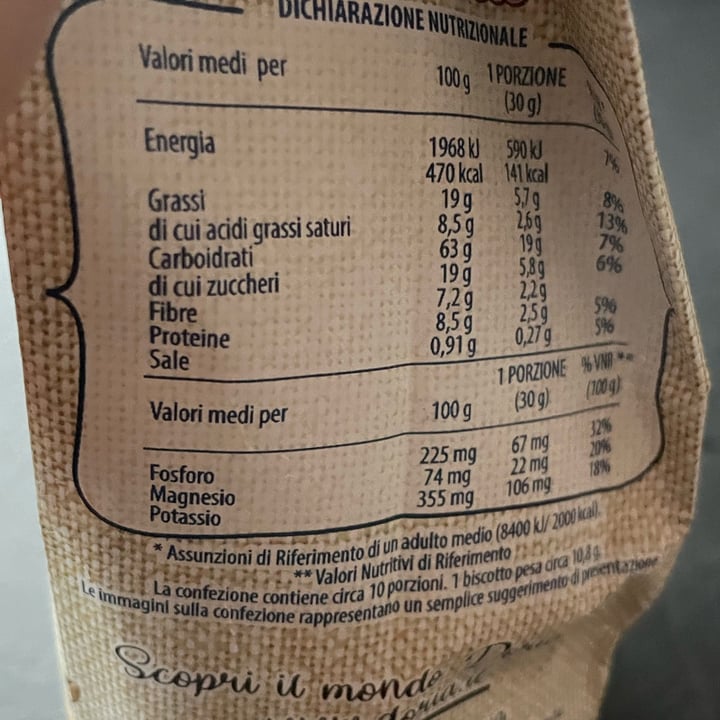 DICHIARAZIONE NUTRIZIONALE
Valori medi per 100 g 1 PORZIONE
(30 g)
Energia 1968 kJ 590 kJ
470 kcal 141 kcal 7%
Grassi 19 g 5,7 g 8%
di cui acidi grassi saturi 8,5 g 2,6 g 13%
Carboidrati 63 g 19 g 7%
di cui zuccheri 19 g 5,8 g 6%
Fibre 7,2 g 2,2 g
Proteine 8,5 g 2,5 g 5%
Sale 0,91 g 0,27 g 5%
Valori medi per 100 g 1 PORZIONE % VNR **
(30 g) (100 g)
Fosforo 225 mg 67 mg 32%
Magnesio 74 mg 22 mg 20%
Potassio 355 mg 106 mg 18%
* Assunzioni di Riferimento di un adulto medio (8400 kJ/ 2000 kcal).
** Valori Nutritivi di Riferimento
La confezione contiene circa 10 porzioni. 1 biscotto pesa circa 10,8 g.
Le immagini sulla confezione rappresentano un semplice suggerimento di presentazione
Scopri il mondo